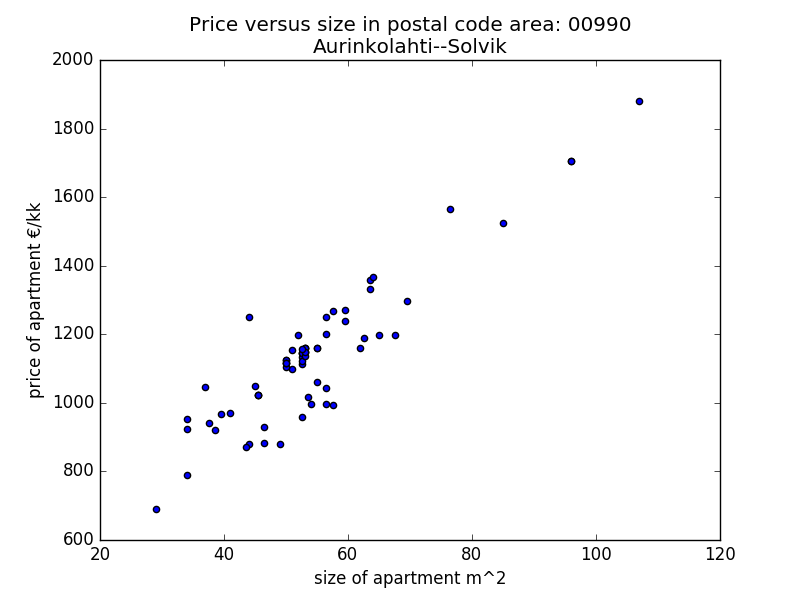 Price versus size in postal code area: 00990
Aurinkolahti--Solvik
2000
1800
1600
1400
1200
1000
800
600
price of apartment €/kk
20 40 60 80 100 120
size of apartment m^2